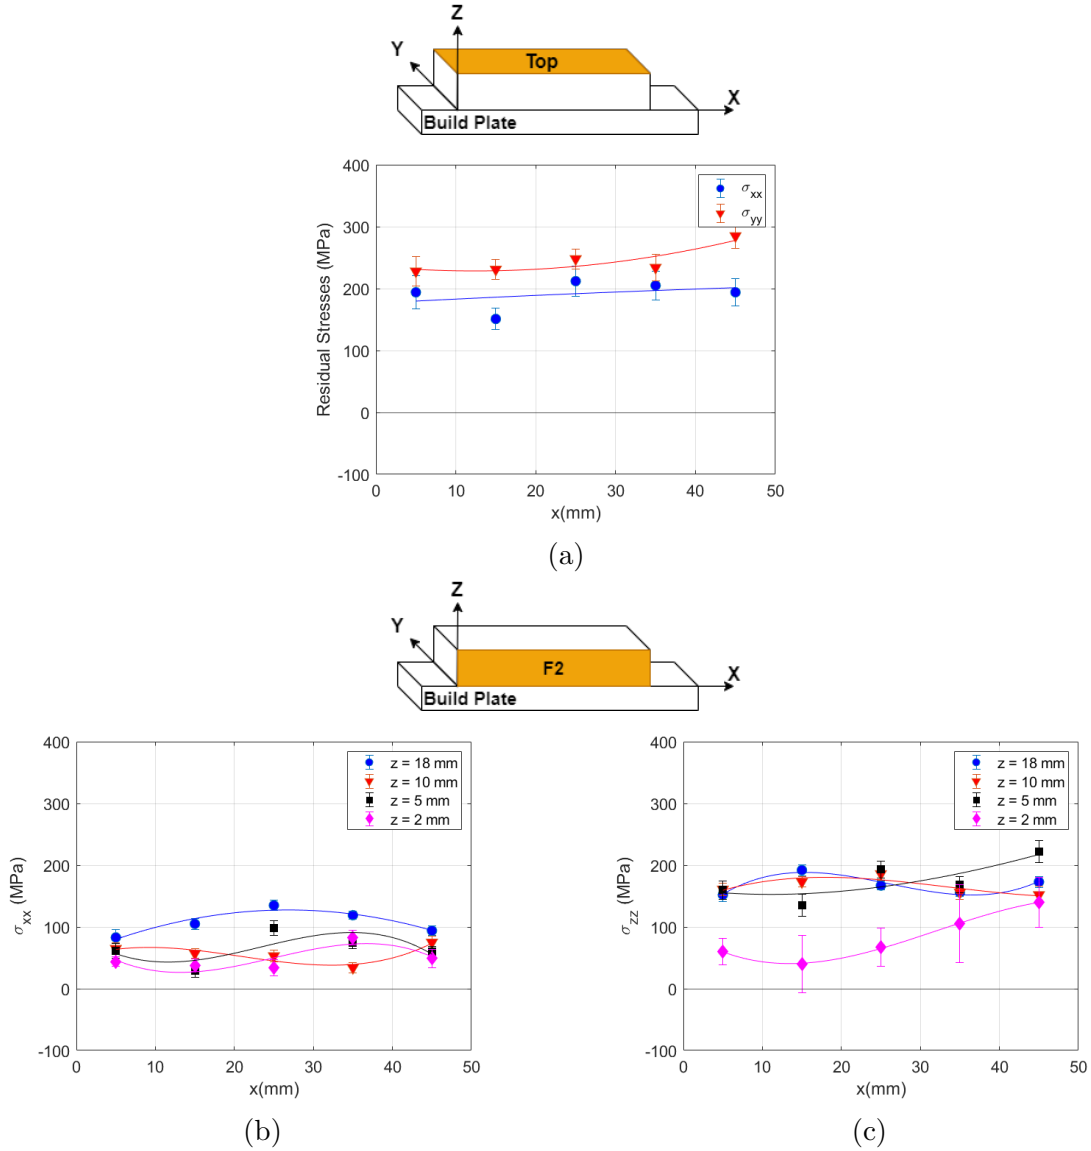 Z
Y
Top
X
Build Plate
400
300
200
100
0
-100
Residual Stresses (MPa)
σxx
σyy
0 10 20 30 40 50
x(mm)
(a)
Z
Y
F2
X
Build Plate
400
300
200
100
0
-100
σxx (MPa)
z = 18 mm
z = 10 mm
z = 5 mm
z = 2 mm
0 10 20 30 40 50
x(mm)
(b)
400
300
200
100
0
-100
σzz (MPa)
z = 18 mm
z = 10 mm
z = 5 mm
z = 2 mm
0 10 20 30 40 50
x(mm)
(c)